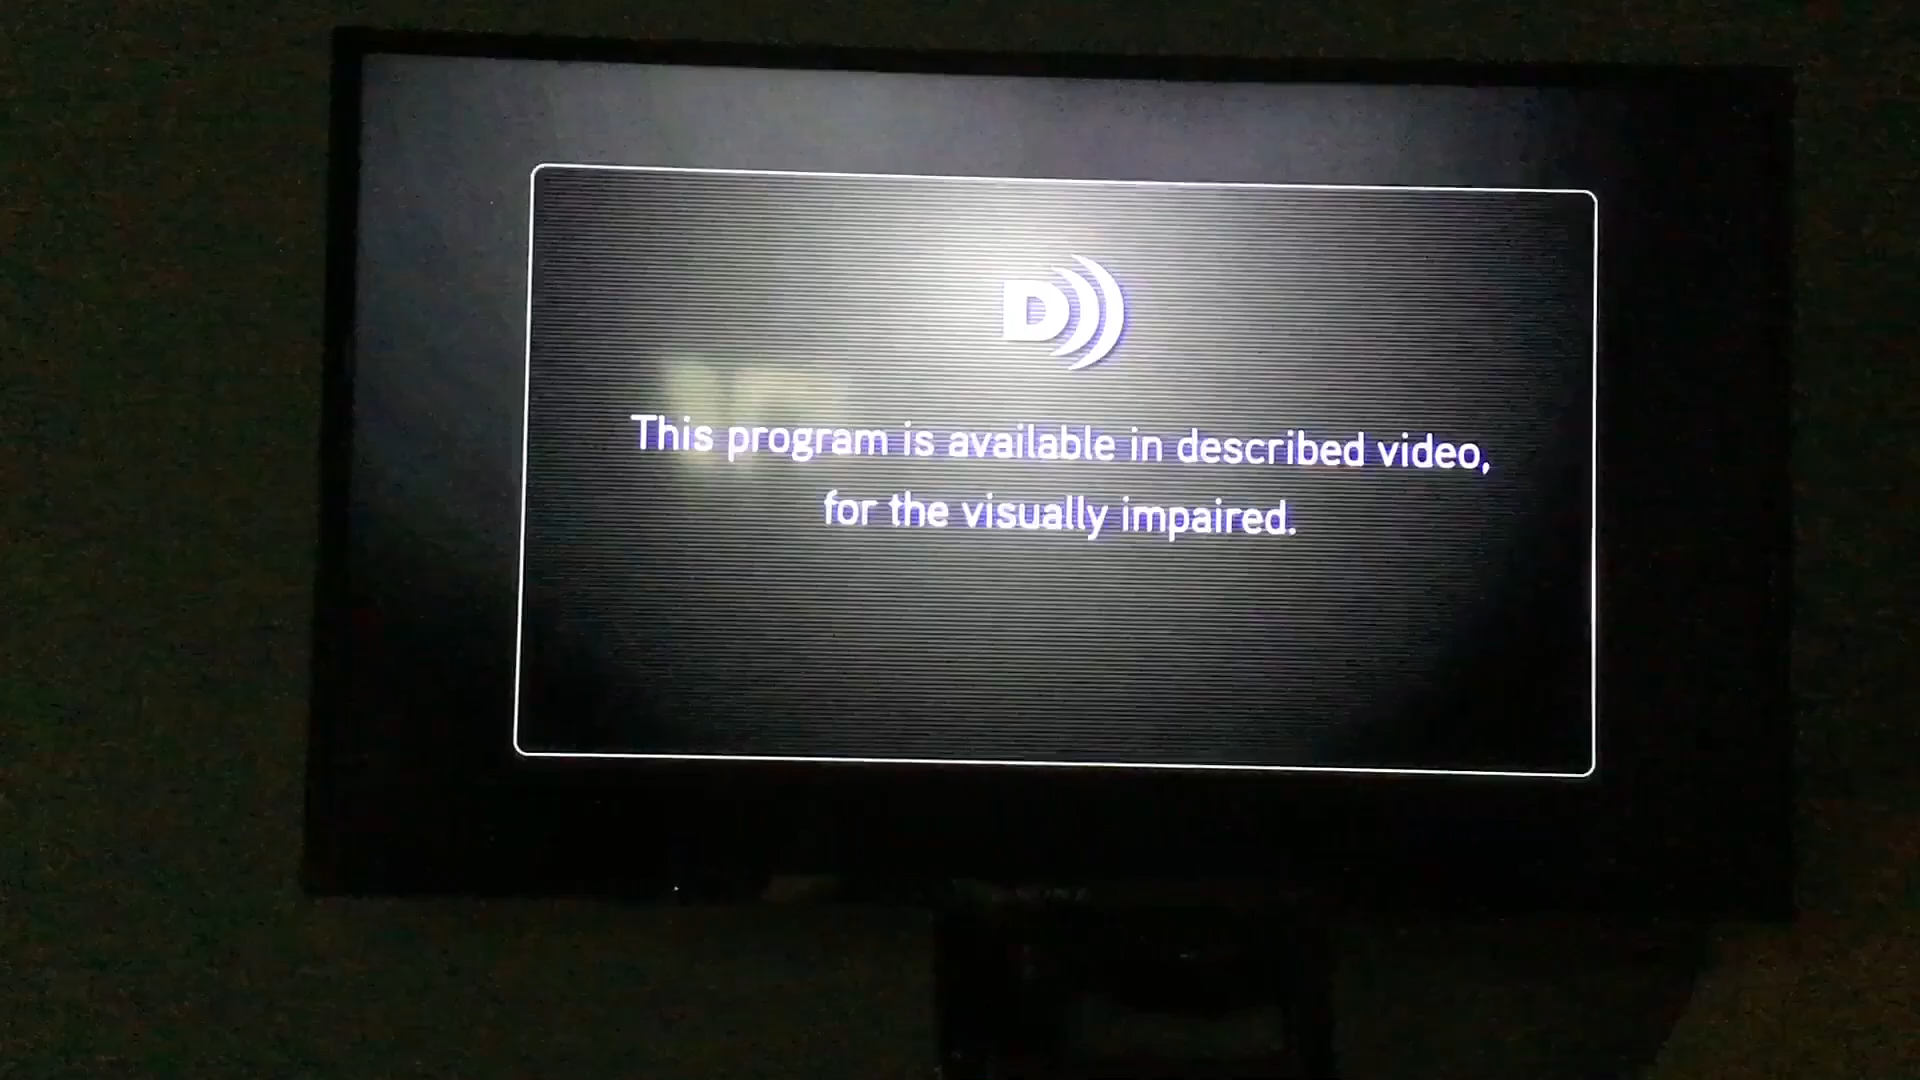 D
This program is available in described video,
for the visually impaired.